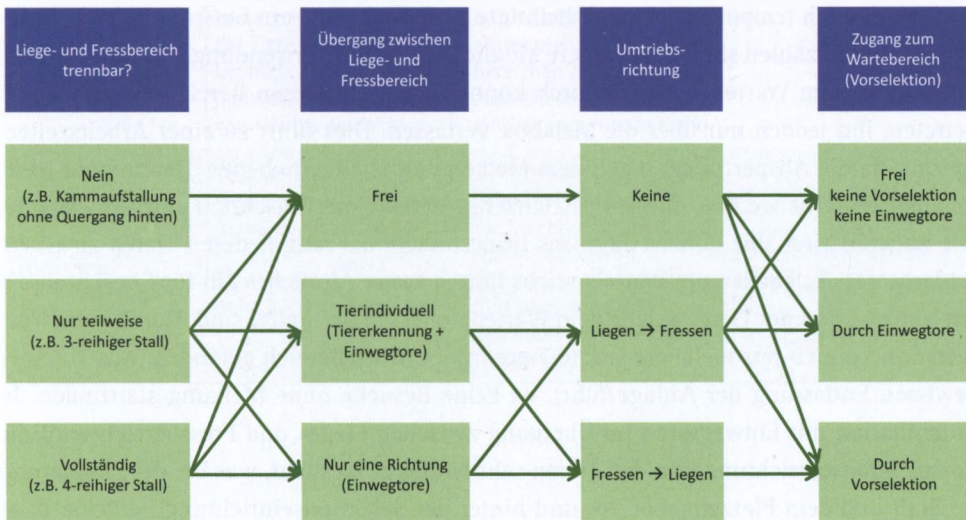 Liege- und Fressbereich
trennbar?
Übergang zwischen
Liege- und
Fressbereich
Umtriebs-
richtung
Zugang zum
Wartebereich
(Vorselektion)
Nein
(z.B. Kammaufstallung
ohne Quergang hinten)
Frei
Keine
Frei
keine Vorselektion
keine Einwegtore
Nur teilweise
(z.B. 3-reihiger Stall)
Tierindividuell
(Tiererkennung +
Einwegtore)
Liegen → Fressen
Durch Einwegtore
Vollständig
(z.B. 4-reihiger Stall)
Nur eine Richtung
(Einwegtore)
Fressen → Liegen
Durch
Vorselektion